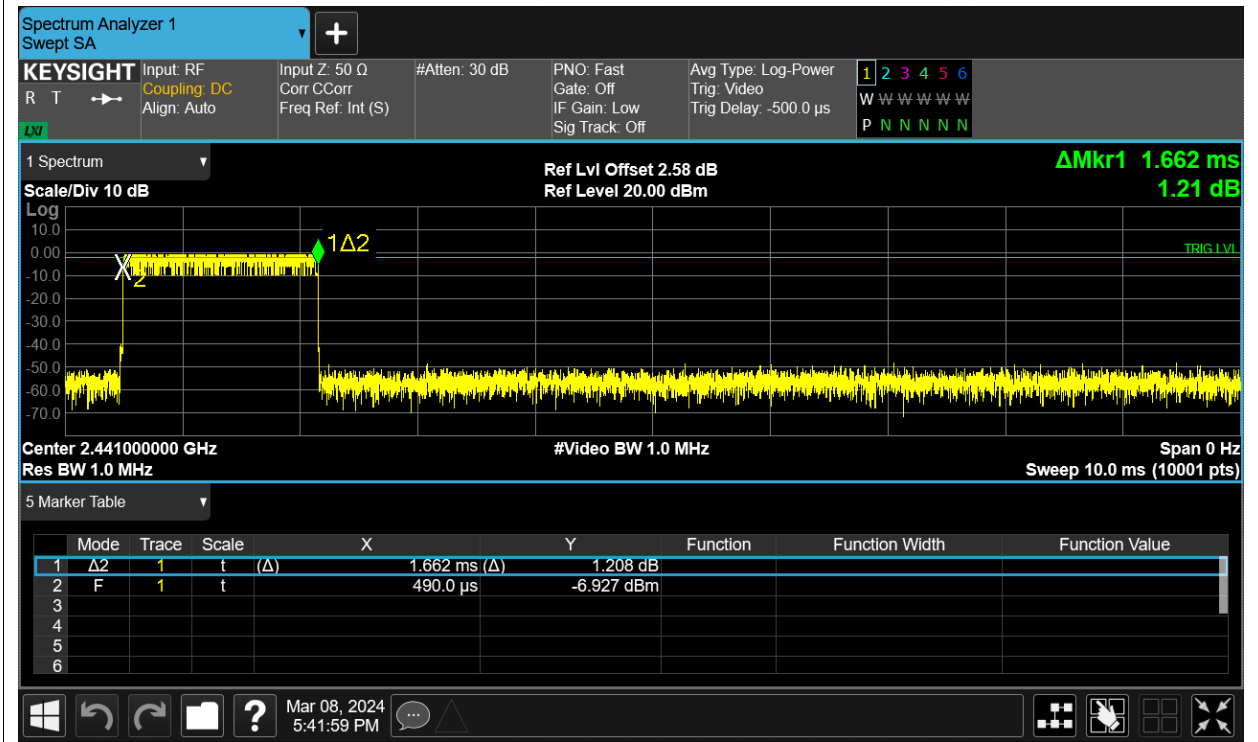 Spectrum Analyzer 1
Swept SA
KEYSIGHT Input: RF Input Z: 50 Ω #Atten: 30 dB PNO: Fast Avg Type: Log-Power 1 2 3 4 5 6
R T Coupling: DC Corr CCorr Gate: Off Trig: Video W W W W W W
Align: Auto Freq Ref: Int (S) IF Gain: Low Trig Delay: -500.0 µs
LXI Sig Track: Off P N N N N N
1 Spectrum Ref Lvl Offset 2.58 dB ΔMkr1 1.662 ms
Scale/Div 10 dB Ref Level 20.00 dBm 1.21 dB
Log
10.0
0.00 1Δ2 TRIG LVL
-10.0 X 2
-20.0
-30.0
-40.0
-50.0
-60.0
-70.0
Center 2.441000000 GHz #Video BW 1.0 MHz Span 0 Hz
Res BW 1.0 MHz Sweep 10.0 ms (10001 pts)
5 Marker Table
Mode Trace Scale X Y Function Function Width Function Value
1 Δ2 1 t (Δ) 1.662 ms (Δ) 1.208 dB
2 F 1 t 490.0 µs -6.927 dBm
3
4
5
6
? Mar 08, 2024
5:41:59 PM